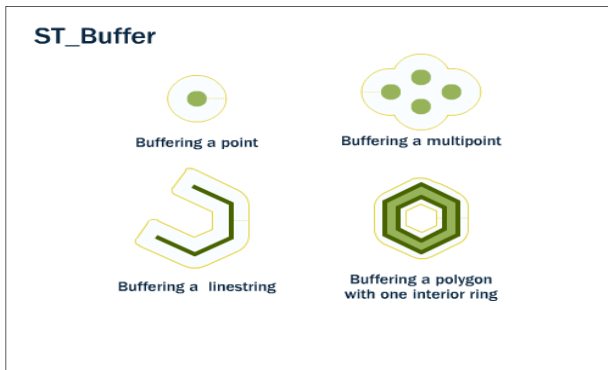 ST_Buffer
Buffering a point
Buffering a multipoint
Buffering a linestring
Buffering a polygon
with one interior ring